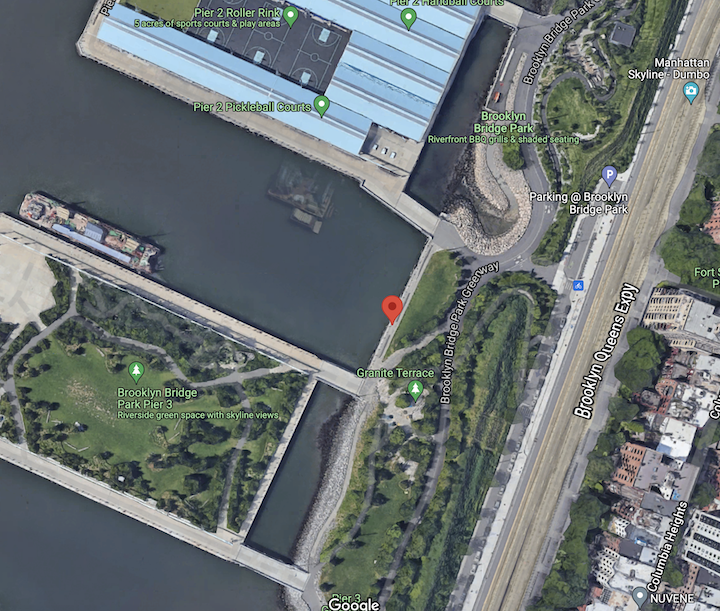 Pier 2 Roller Rink
5 acres of sports courts & play areas
Pier 2 Handball Courts
Brooklyn Bridge Park
Manhattan
Skyline - Dumbo
Pier 2 Pickleball Courts
Brooklyn
Bridge Park
Riverfront BBQ grills & shaded seating
P
Parking @ Brooklyn
Bridge Park
Brooklyn Bridge Park Greenway
Brooklyn Queens Expy
Granite Terrace
Brooklyn Bridge
Park Pier 3
Riverside green space with skyline views
Columbia Heights
Pier 3
Google
NUVENE